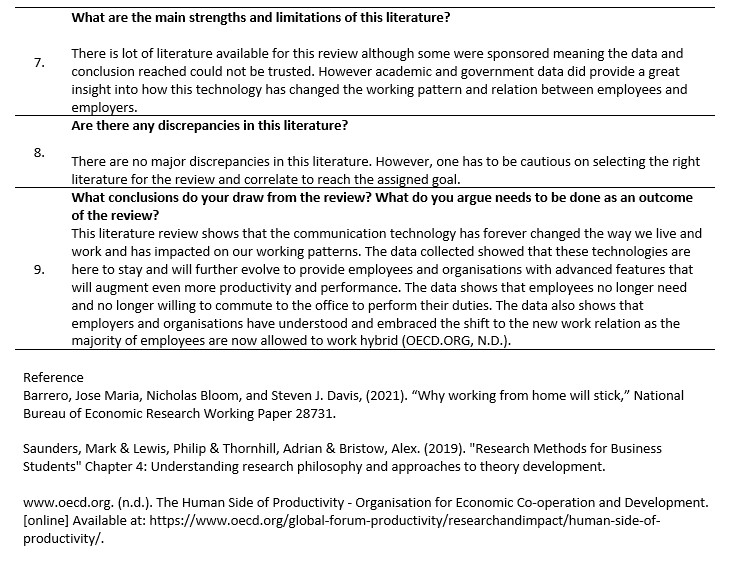 What are the main strengths and limitations of this literature?
7.
There is lot of literature available for this review although some were sponsored meaning the data and
conclusion reached could not be trusted. However academic and government data did provide a great
insight into how this technology has changed the working pattern and relation between employees and
employers.
Are there any discrepancies in this literature?
8.
There are no major discrepancies in this literature. However, one has to be cautious on selecting the right
literature for the review and correlate to reach the assigned goal.
What conclusions do your draw from the review? What do you argue needs to be done as an outcome
of the review?
This literature review shows that the communication technology has forever changed the way we live and
work and has impacted on our working patterns. The data collected showed that these technologies are
9. here to stay and will further evolve to provide employees and organisations with advanced features that
will augment even more productivity and performance. The data shows that employees no longer need
and no longer willing to commute to the office to perform their duties. The data also shows that
employers and organisations have understood and embraced the shift to the new work relation as the
majority of employees are now allowed to work hybrid (OECD.ORG, N.D.).
Reference
Barrero, Jose Maria, Nicholas Bloom, and Steven J. Davis, (2021). “Why working from home will stick,” National
Bureau of Economic Research Working Paper 28731.
Saunders, Mark & Lewis, Philip & Thornhill, Adrian & Bristow, Alex. (2019). "Research Methods for Business
Students" Chapter 4: Understanding research philosophy and approaches to theory development.
www.oecd.org. (n.d.). The Human Side of Productivity - Organisation for Economic Co-operation and Development.
[online] Available at: https://www.oecd.org/global-forum-productivity/researchandimpact/human-side-of-
productivity/.